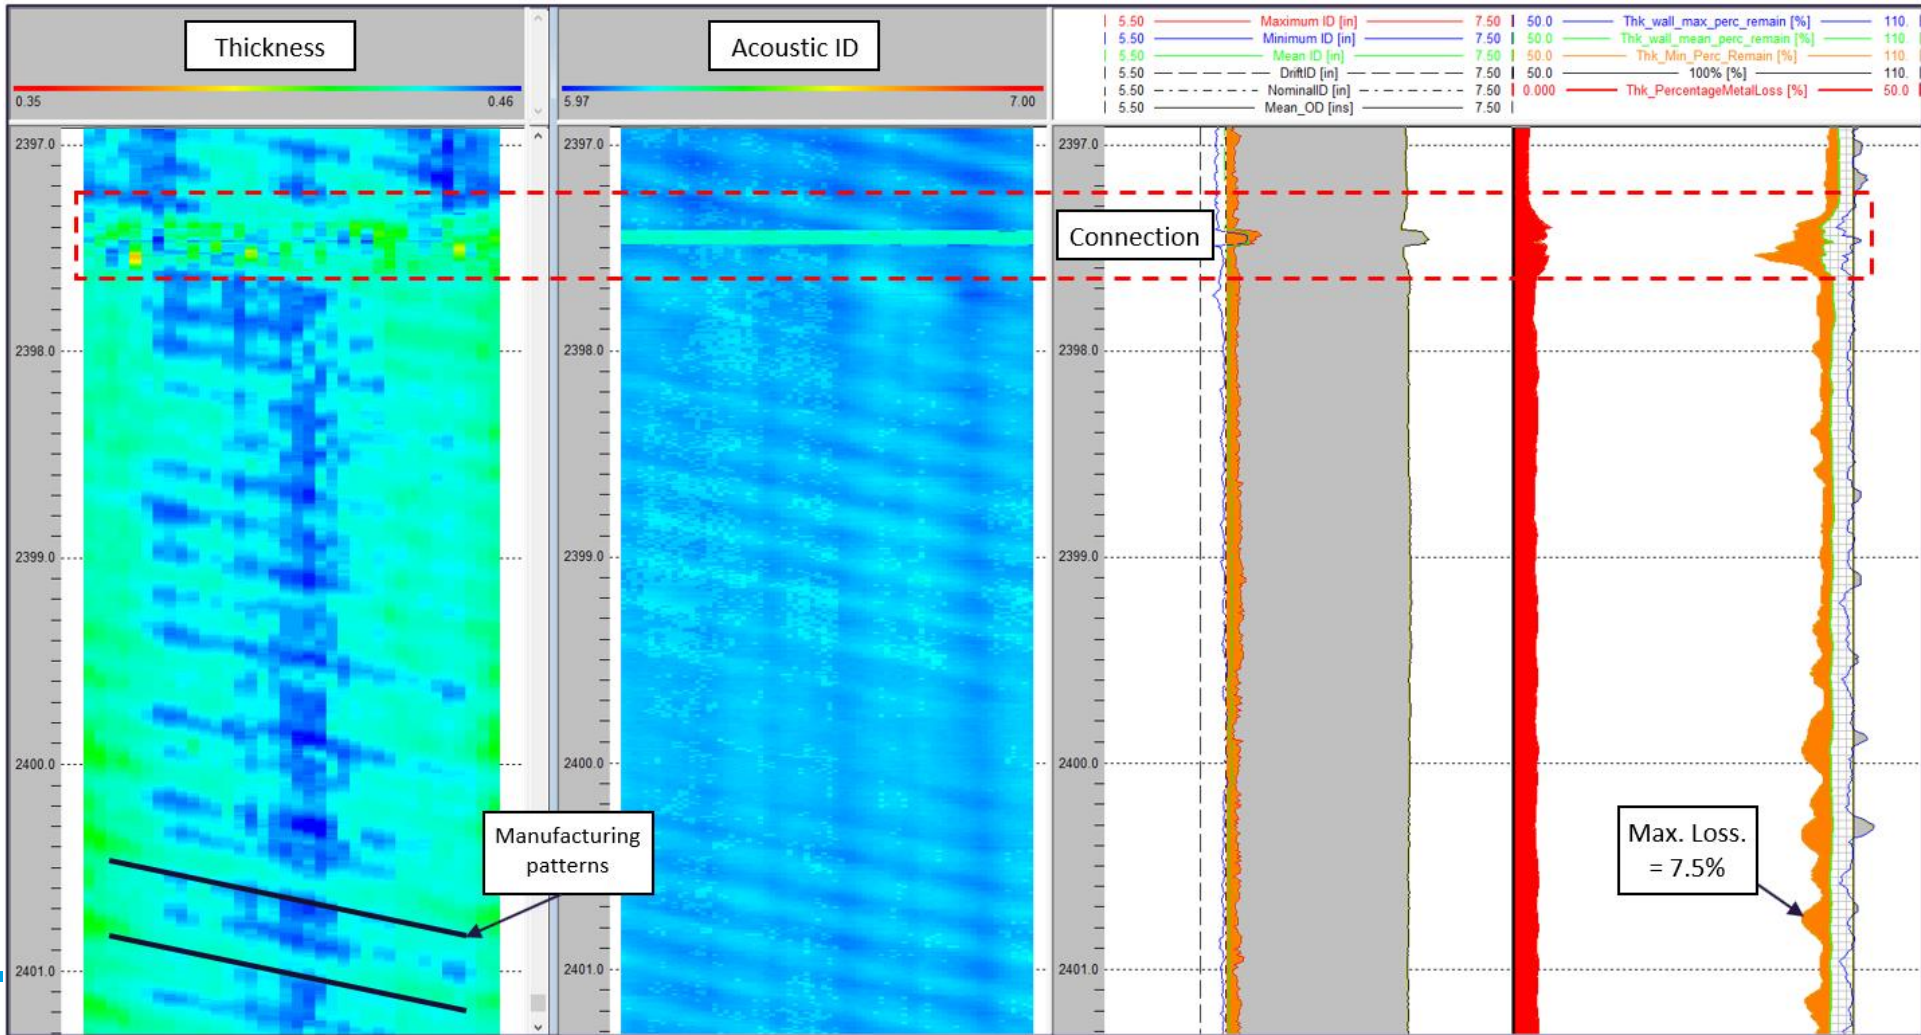 Thickness
0.35 0.46
Acoustic ID
5.97 7.00
5.50 Maximum ID [in] 7.50
5.50 Minimum ID [in] 7.50
5.50 Mean ID [in] 7.50
5.50 DriftID [in] 7.50
5.50 NominalID [in] 7.50
5.50 Mean_OD [ins] 7.50
50.0 Thk_wall_max_perc_remain [%] 110.
50.0 Thk_wall_mean_perc_remain [%] 110.
50.0 Thk_Min_Perc_Remain [%] 110.
50.0 100% [%] 110.
0.000 Thk_PercentageMetalLoss [%] 50.0
2397.0
2398.0
2399.0
2400.0
2401.0
Manufacturing
patterns
2397.0
2398.0
2399.0
2400.0
2401.0
2397.0
Connection
2398.0
2399.0
2400.0
2401.0
Max. Loss.
= 7.5%